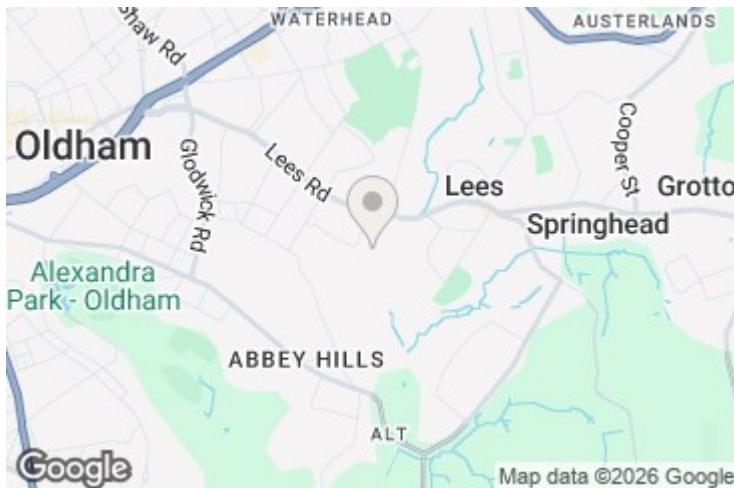 WATERHEAD
AUSTERLANDS
Shaw Rd
Oldham
Glodwick Rd
Lees Rd
Cooper St
Lees
Grotto
Springhead
Alexandra
Park - Oldham
ABBEY HILLS
ALT
Google
Map data ©2026 Google